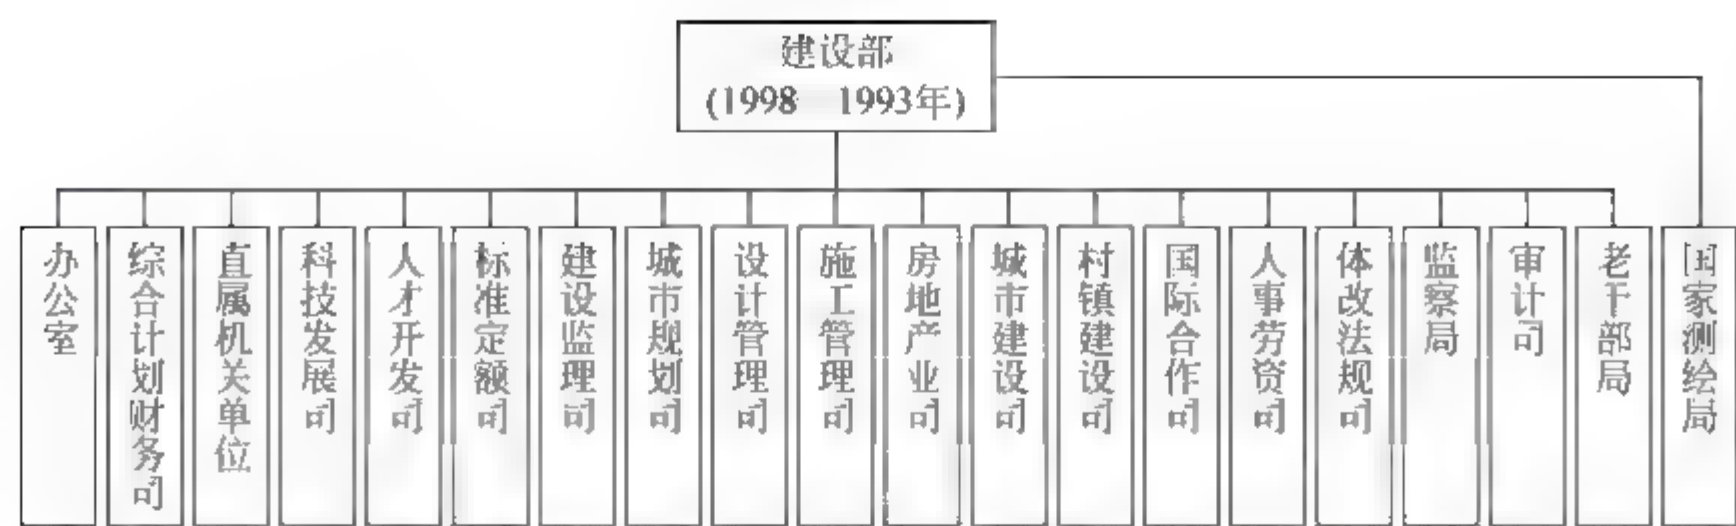 建设部
(1998 1993年)
办公室
综合计划财务司
直属机关单位
科技发展司
人才开发司
标准定额司
建设监理司
城市规划司
设计管理司
施工管理司
房地产业司
城市建设司
村镇建设司
国际合作司
人事劳资司
体改法规司
监察局
审计司
老干部局
国家测绘局